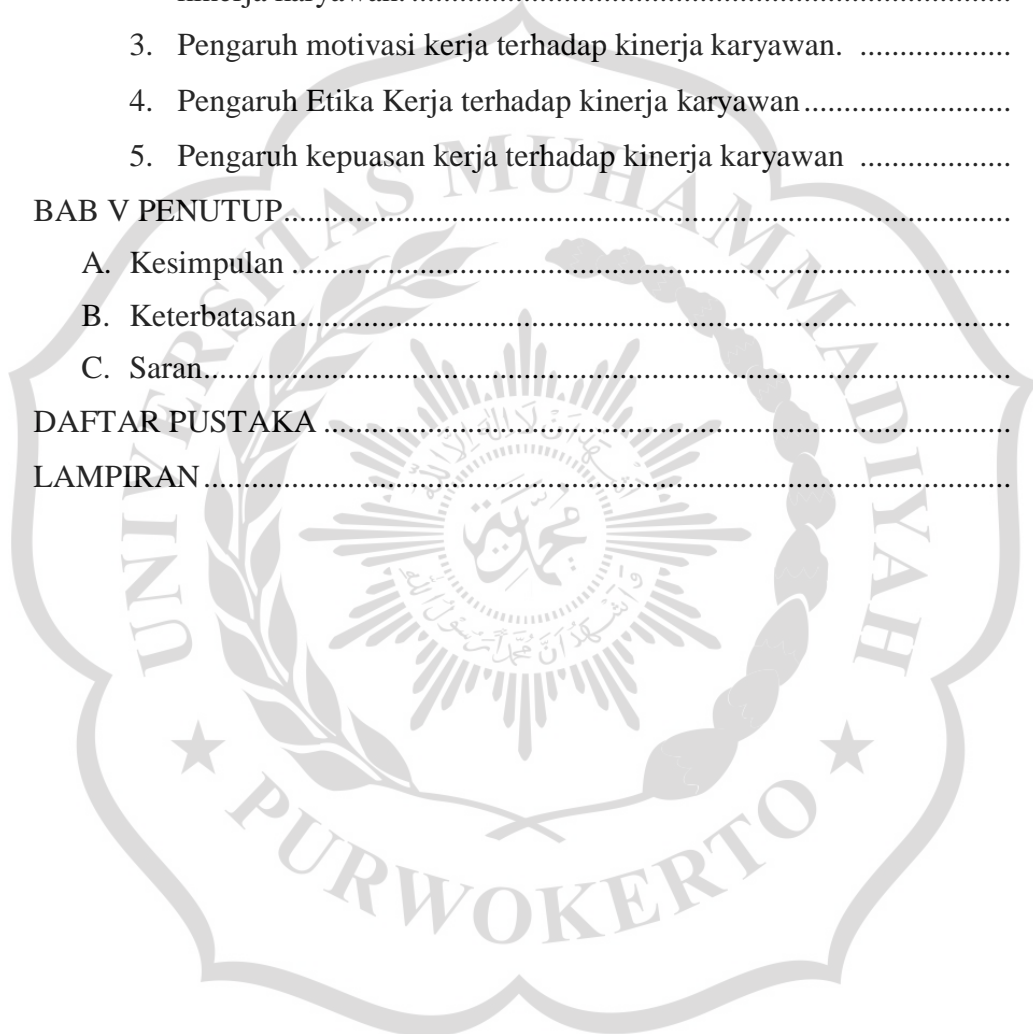 kinerja karyawan. ............................................................................
3. Pengaruh motivasi kerja terhadap kinerja karyawan. ...................
4. Pengaruh Etika Kerja terhadap kinerja karyawan ..........................
5. Pengaruh kepuasan kerja terhadap kinerja karyawan ...................
BAB V PENUTUP...........................................................................................
A. Kesimpulan ...........................................................................................
B. Keterbatasan..........................................................................................
C. Saran......................................................................................................
DAFTAR PUSTAKA ......................................................................................
LAMPIRAN .....................................................................................................
UNIVERSITAS MUHAMMADIYAH
PURWOKERTO